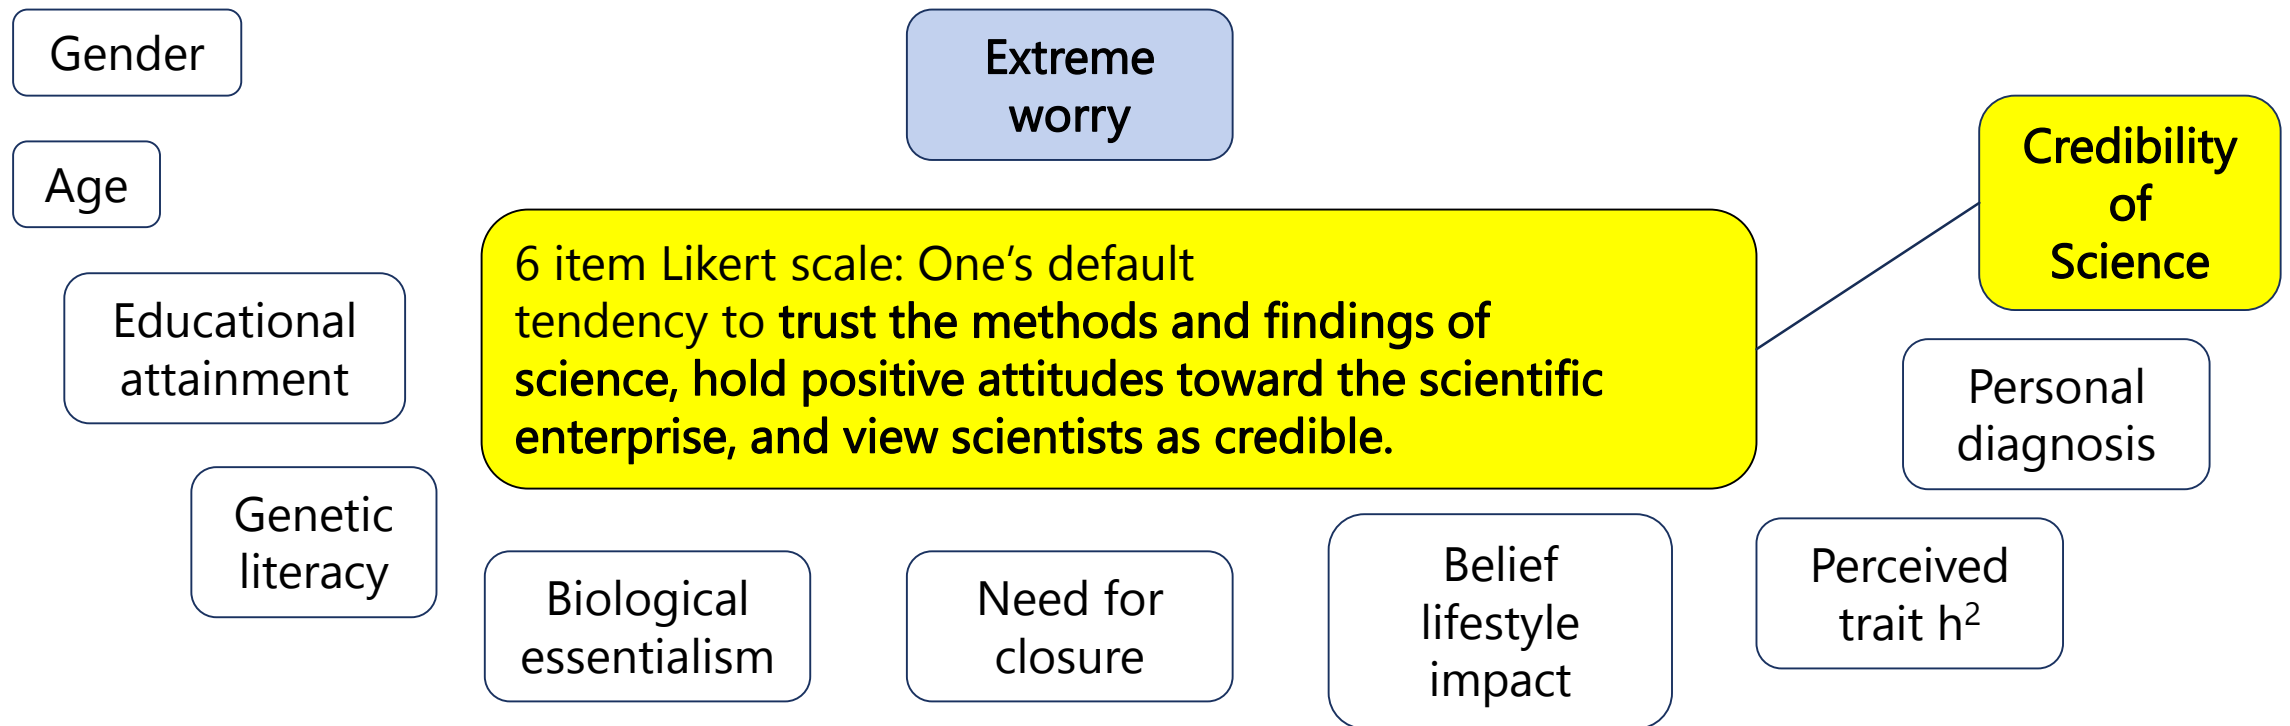 Gender
Extreme
worry
Credibility
of
Science
Age
6 item Likert scale: One’s default
tendency to trust the methods and findings of
science, hold positive attitudes toward the scientific
enterprise, and view scientists as credible.
Educational
attainment
Personal
diagnosis
Genetic
literacy
Biological
essentialism
Need for
closure
Belief
lifestyle
impact
Perceived
trait h²